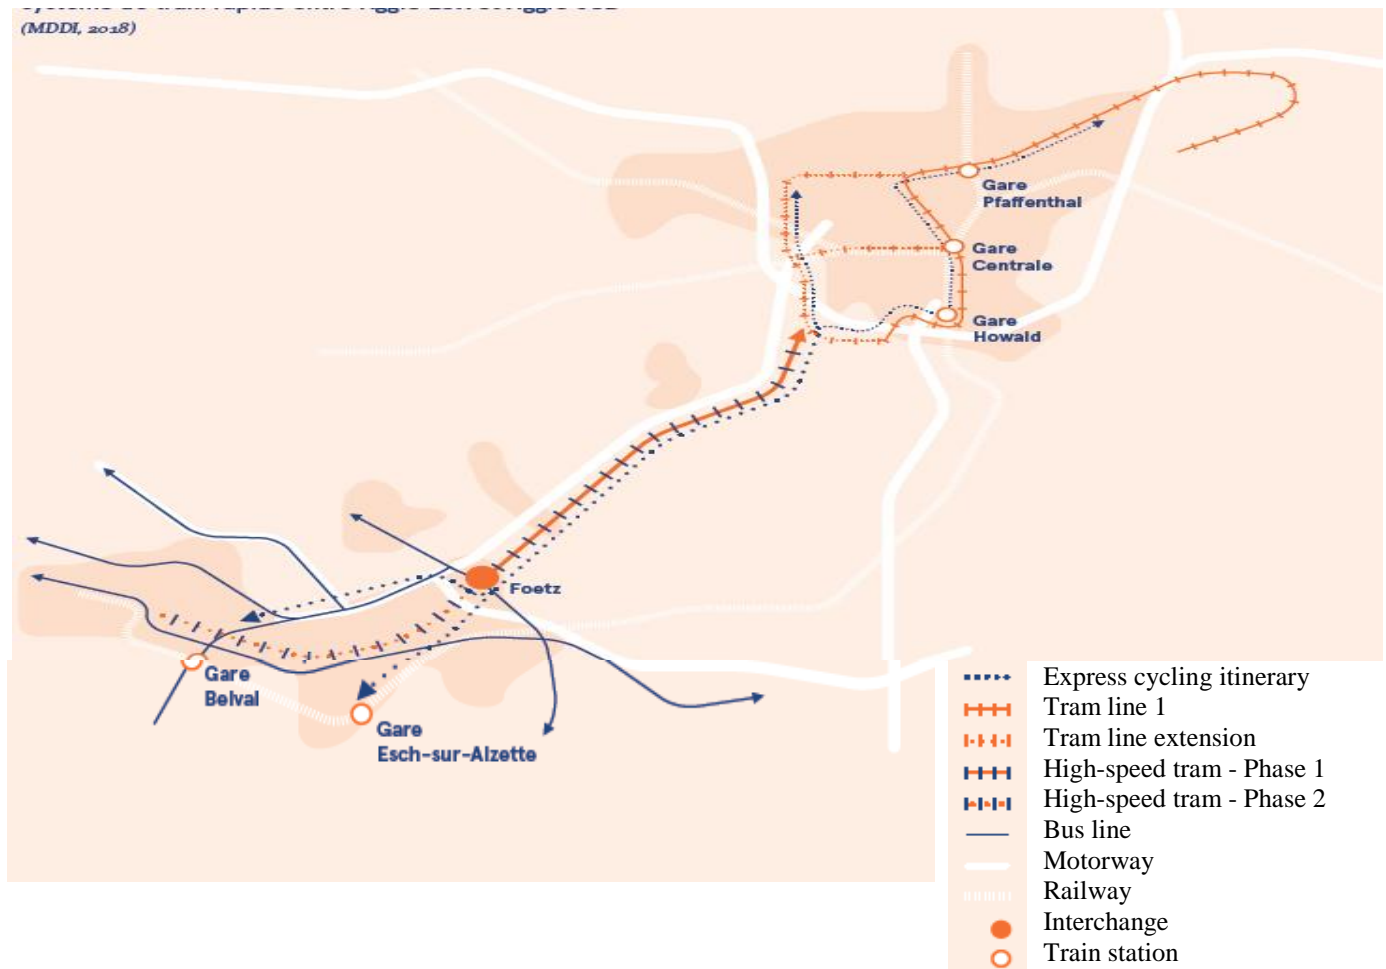 (MDDI, 2018)
Gare
Pfaffenthal
Gare
Centrale
Gare
Howald
Foetz
Gare
Belval
Gare
Esch-sur-Alzette
Express cycling itinerary
Tram line 1
Tram line extension
High-speed tram - Phase 1
High-speed tram - Phase 2
Bus line
Motorway
Railway
Interchange
Train station